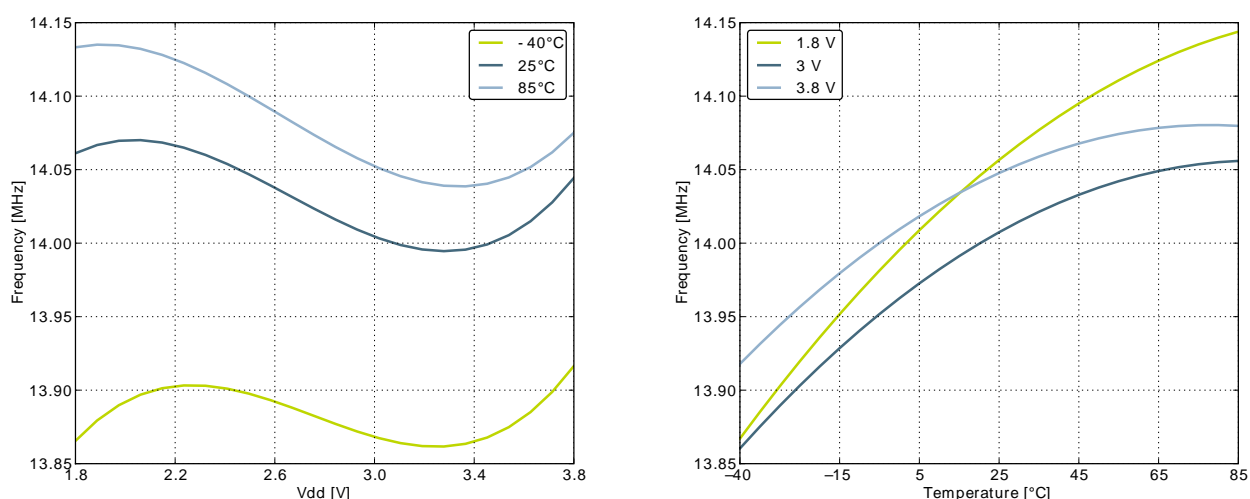 14.15
14.10
14.05
14.00
13.95
13.90
13.85
Frequency [MHz]
1.8 2.2 2.6 3.0 3.4 3.8
Vdd [V]
- 40°C
25°C
85°C
14.15
14.10
14.05
14.00
13.95
13.90
13.85
Frequency [MHz]
–40 –15 5 25 45 65 85
Temperature [°C]
1.8 V
3 V
3.8 V